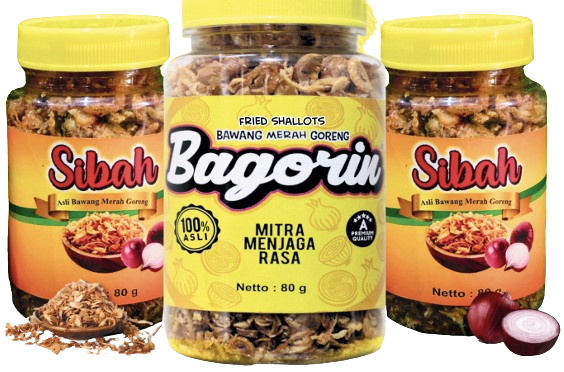 Sibah
Asli Bawang Merah Goreng
80 g
FRIED SHALLOTS
BAWANG MERAH GORENG
Bagorin
100%
ASLI
MITRA
MENJAGA
RASA
A
PREMIUM
QUALITY
Netto : 80 g
Sibah
Asli Bawang Merah Goreng
: 80 g